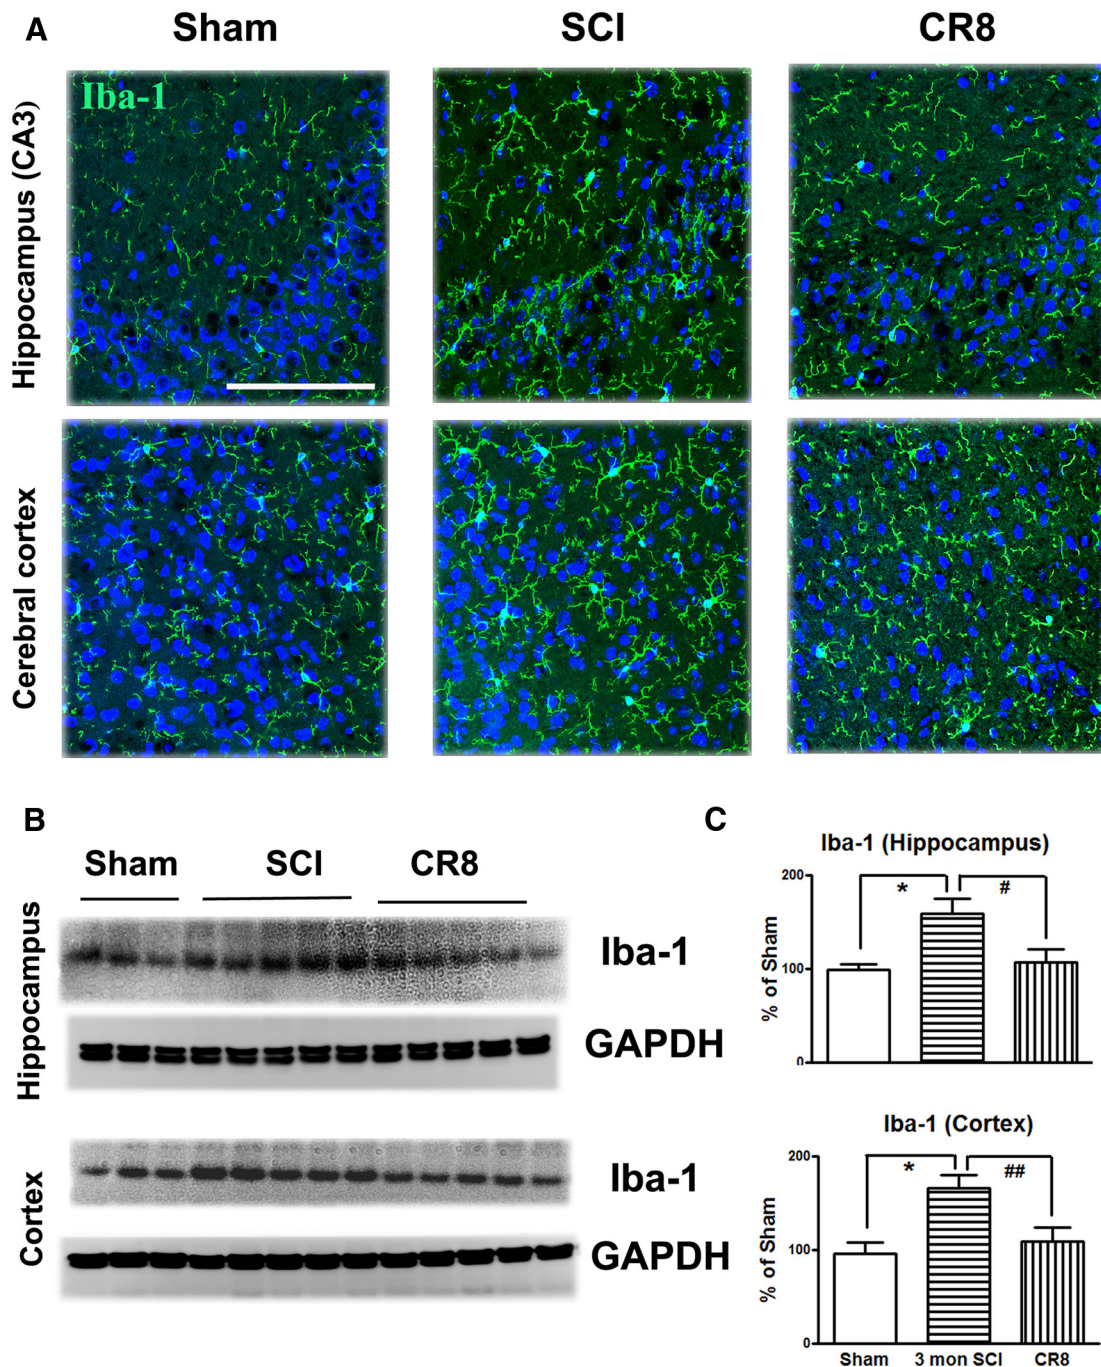 A
Sham SCI CR8
Iba-1
Hippocampus (CA3)
Cerebral cortex
B
Sham SCI CR8
Hippocampus
Iba-1
GAPDH
Cortex
Iba-1
GAPDH
C
Iba-1 (Hippocampus)
% of Sham
200
100
0
* #
Iba-1 (Cortex)
% of Sham
200
100
0
* ##
Sham 3 mon SCI CR8